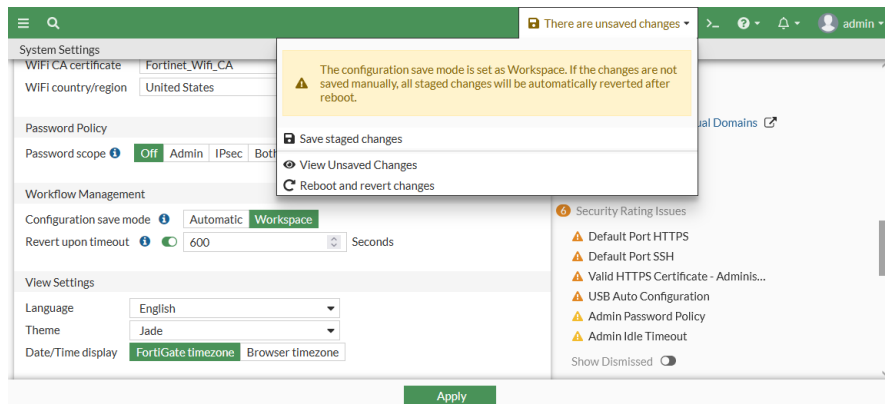 There are unsaved changes
>_
admin
System Settings
WiFi CA certificate Fortinet_Wifi_CA
WiFi country/region United States
The configuration save mode is set as Workspace. If the changes are not
saved manually, all staged changes will be automatically reverted after
reboot.
Save staged changes
View Unsaved Changes
Reboot and revert changes
Password Policy
Password scope Off Admin IPsec Both
Workflow Management
Configuration save mode Automatic Workspace
Revert upon timeout 600 Seconds
View Settings
Language English
Theme Jade
Date/Time display FortiGate timezone Browser timezone
Domains
6 Security Rating Issues
Default Port HTTPS
Default Port SSH
Valid HTTPS Certificate - Adminis...
USB Auto Configuration
Admin Password Policy
Admin Idle Timeout
Show Dismissed
Apply